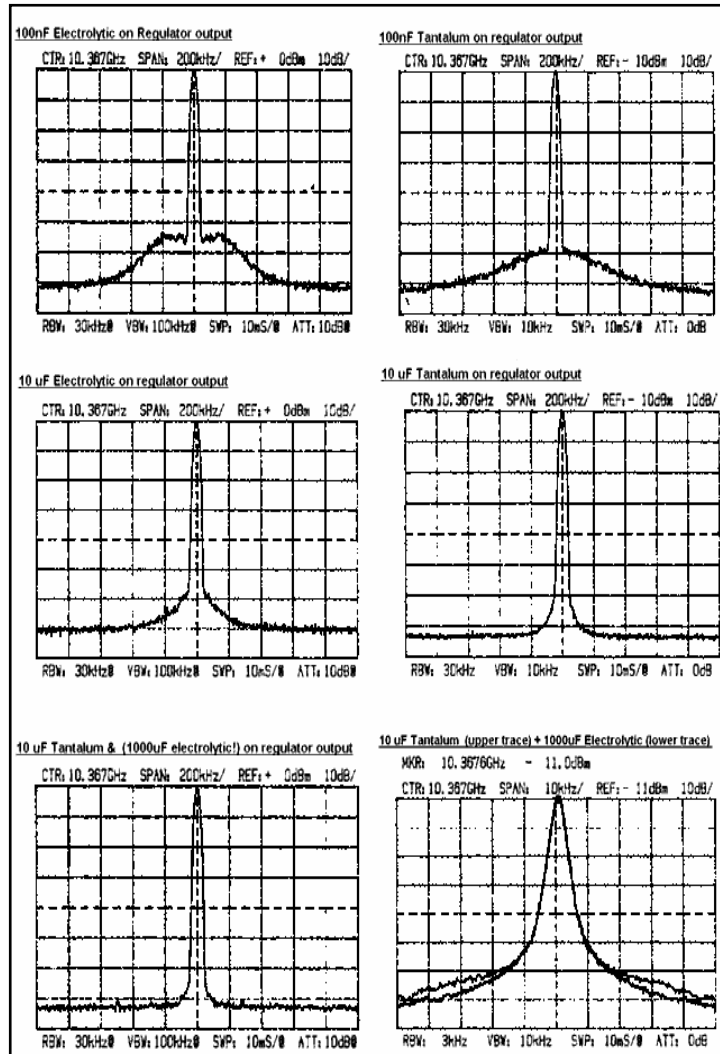 100nF Electrolytic on Regulator output
CTR: 10.367GHz SPAN: 200kHz/ REF: + 0dBm 10dB/
RBW: 30kHz# VBW: 100kHz# SWP: 10mS/# ATT: 10dB#
100nF Tantalum on regulator output
CTR: 10.367GHz SPAN: 200kHz/ REF: - 10dBm 10dB/
RBW: 30kHz VBW: 10kHz SWP: 10mS/# ATT: 0dB
10 uF Electrolytic on regulator output
CTR: 10.367GHz SPAN: 200kHz/ REF: + 0dBm 10dB/
RBW: 30kHz# VBW: 100kHz# SWP: 10mS/# ATT: 10dB#
10 uF Tantalum on regulator output
CTR: 10.367GHz SPAN: 200kHz/ REF: - 10dBm 10dB/
RBW: 30kHz VBW: 10kHz SWP: 10mS/# ATT: 0dB
10 uF Tantalum & (1000uF electrolytic!) on regulator output
CTR: 10.367GHz SPAN: 200kHz/ REF: + 0dBm 10dB/
RBW: 30kHz# VBW: 100kHz# SWP: 10mS/# ATT: 10dB#
10 uF Tantalum (upper trace) + 1000uF Electrolytic (lower trace)
MKR: 10.3676GHz - 11.0dBm
CTR: 10.367GHz SPAN: 10kHz/ REF: - 11dBm 10dB/
RBW: 3kHz VBW: 10kHz SWP: 10mS/# ATT: 0dB